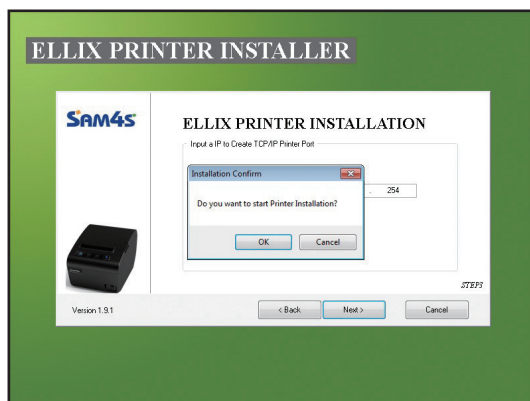 ELLIX PRINTER INSTALLER
SAM4S
ELLIX PRINTER INSTALLATION
Input a IP to Create TCP/IP Printer Port
Installation Confirm
Do you want to start Printer Installation?
. 254
OK Cancel
STEP3
Version 1.9.1
< Back Next > Cancel